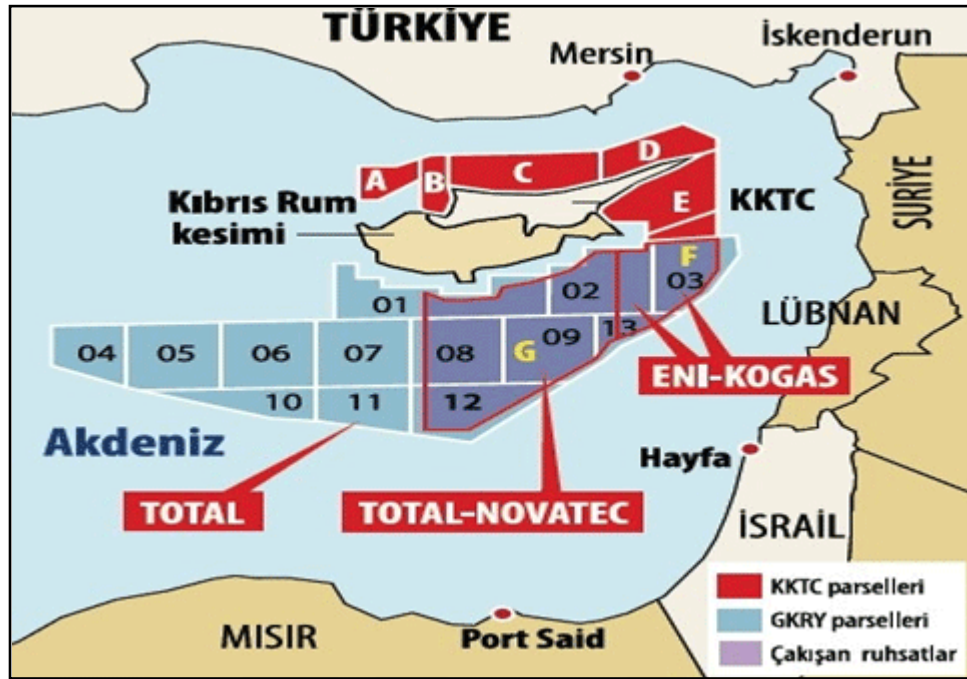 TÜRKİYE
Mersin
İskenderun
A
B
C
D
E
KKTC
Kıbrıs Rum
kesimi
SURİYE
F
01
02
03
LÜBNAN
04
05
06
07
08
G
09
13
ENI-KOGAS
10
11
12
Akdeniz
Hayfa
TOTAL
TOTAL-NOVATEC
İSRAİL
KKTC parselleri
GKRY parselleri
Çakışan ruhsatlar
MISIR
Port Said